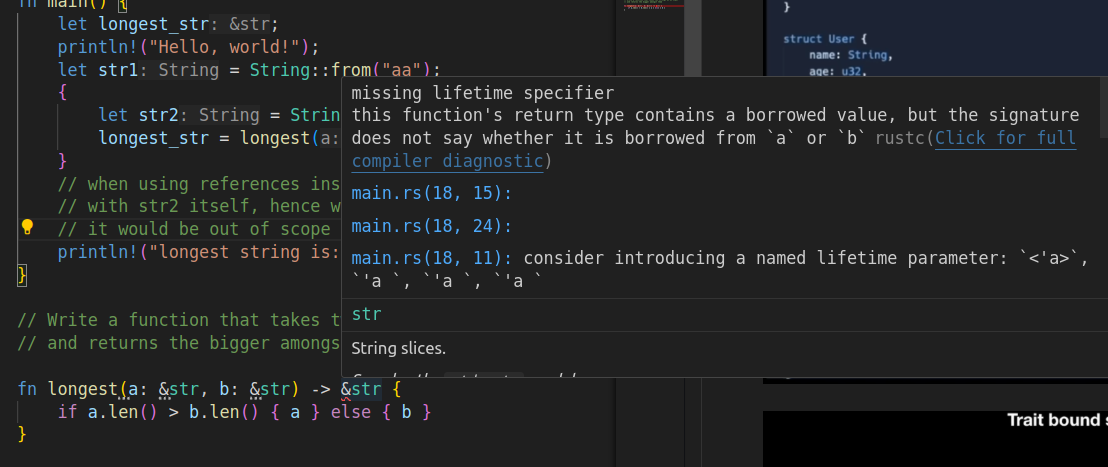 fn main() {
let longest_str: &str;
println!("Hello, world!");
let str1: String = String::from("aa");
{
let str2: String = Strin
longest_str = longest(a:
}
// when using references ins
// with str2 itself, hence w
// it would be out of scope
println!("longest string is:
}
// Write a function that takes t
// and returns the bigger amongs
fn longest(a: &str, b: &str) -> &str {
if a.len() > b.len() { a } else { b }
}
missing lifetime specifier
this function's return type contains a borrowed value, but the signature
does not say whether it is borrowed from `a` or `b` rustc(Click for full
compiler diagnostic)
main.rs(18, 15):
main.rs(18, 24):
main.rs(18, 11): consider introducing a named lifetime parameter: `<'a>`,
`'a `, `'a `, `'a `
str
String slices.
}
struct User {
name: String,
age: u32,
Trait bound s